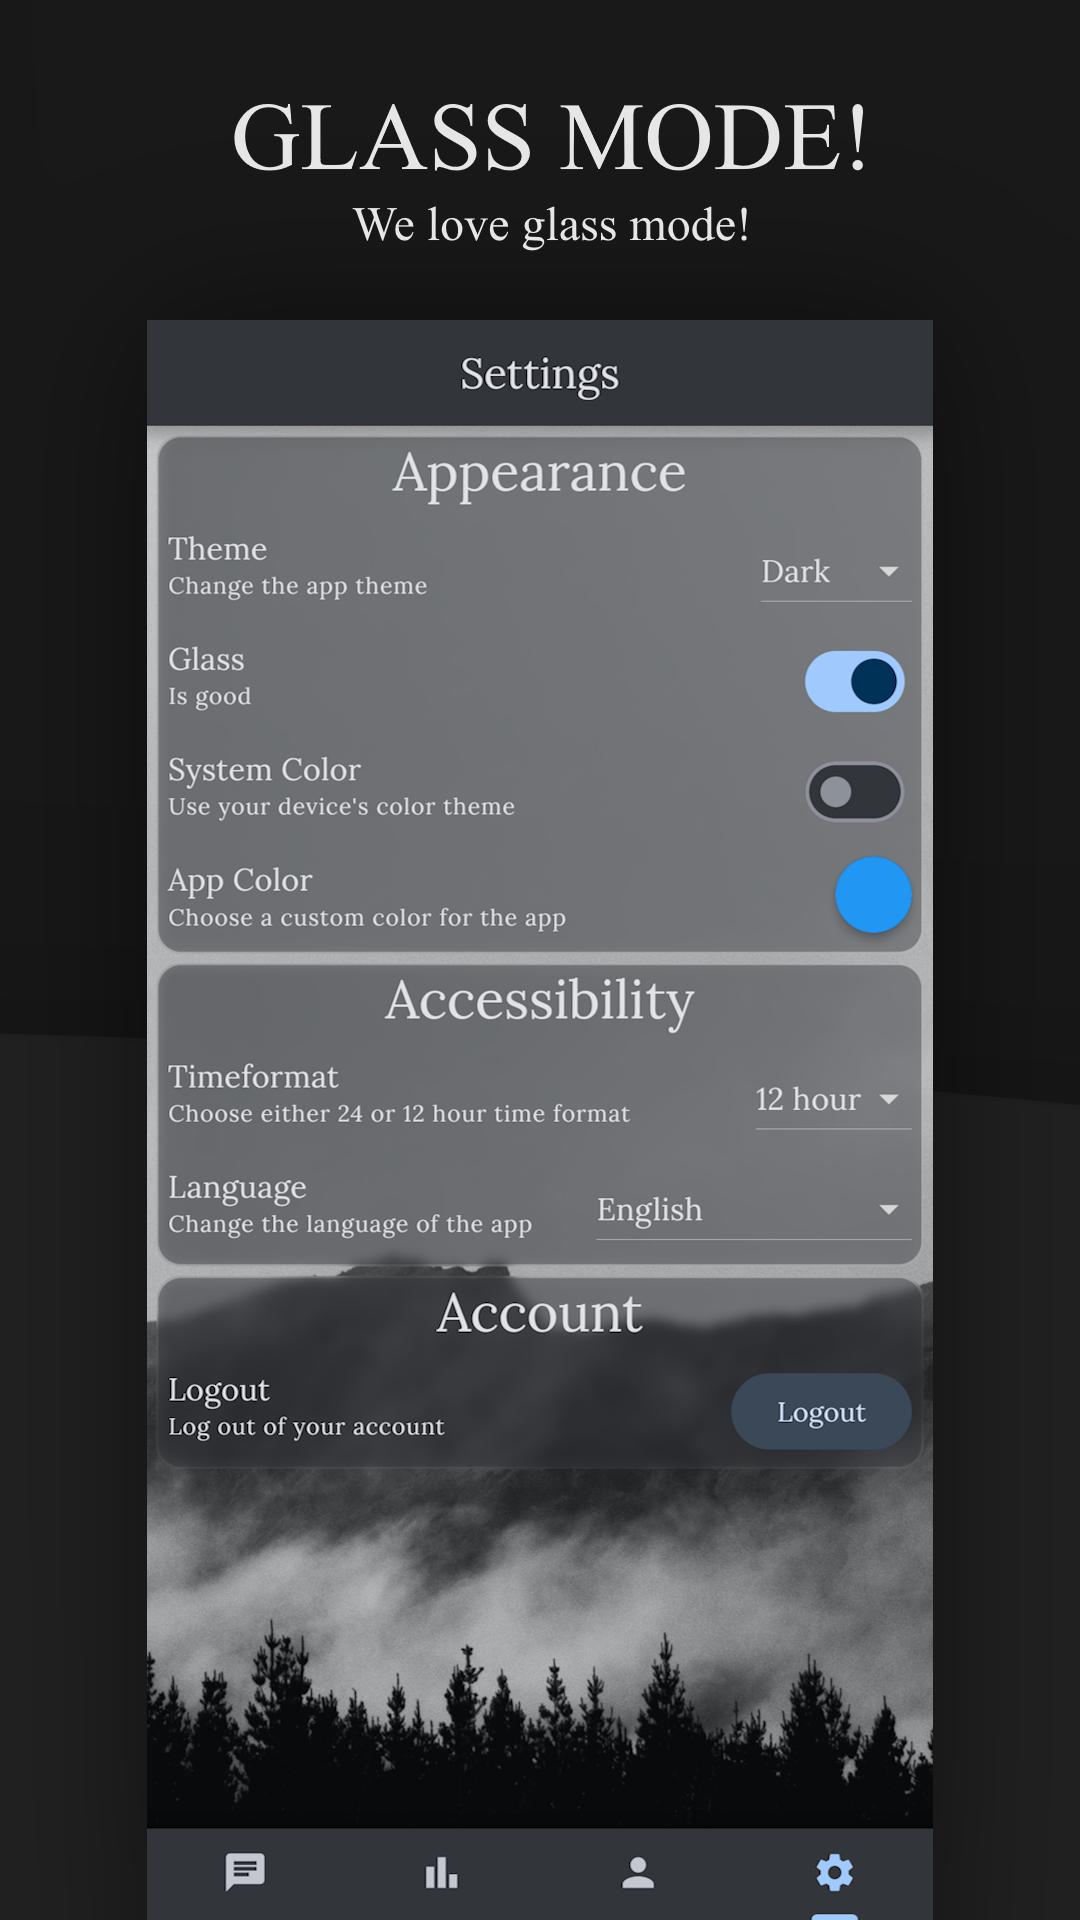 GLASS MODE!
We love glass mode!
Settings
Appearance
Theme
Change the app theme
Dark
Glass
Is good
System Color
Use your device's color theme
App Color
Choose a custom color for the app
Accessibility
Timeformat
Choose either 24 or 12 hour time format
12 hour
Language
Change the language of the app
English
Account
Logout
Log out of your account
Logout